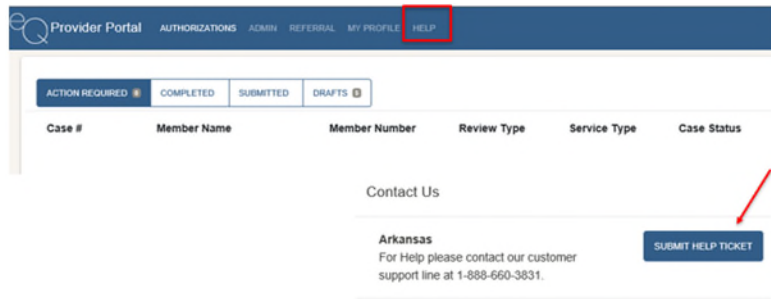 eQ Provider Portal AUTHORIZATIONS ADMIN REFERRAL MY PROFILE HELP
ACTION REQUIRED COMPLETED SUBMITTED DRAFTS
Case # Member Name Member Number Review Type Service Type Case Status
Contact Us
Arkansas
For Help please contact our customer
support line at 1-888-660-3831.
SUBMIT HELP TICKET